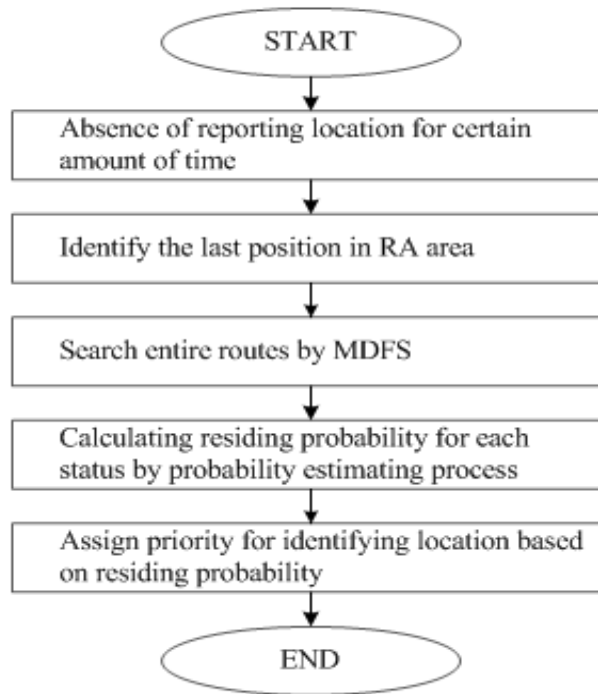 START
Absence of reporting location for certain
amount of time
Identify the last position in RA area
Search entire routes by MDFS
Calculating residing probability for each
status by probability estimating process
Assign priority for identifying location based
on residing probability
END